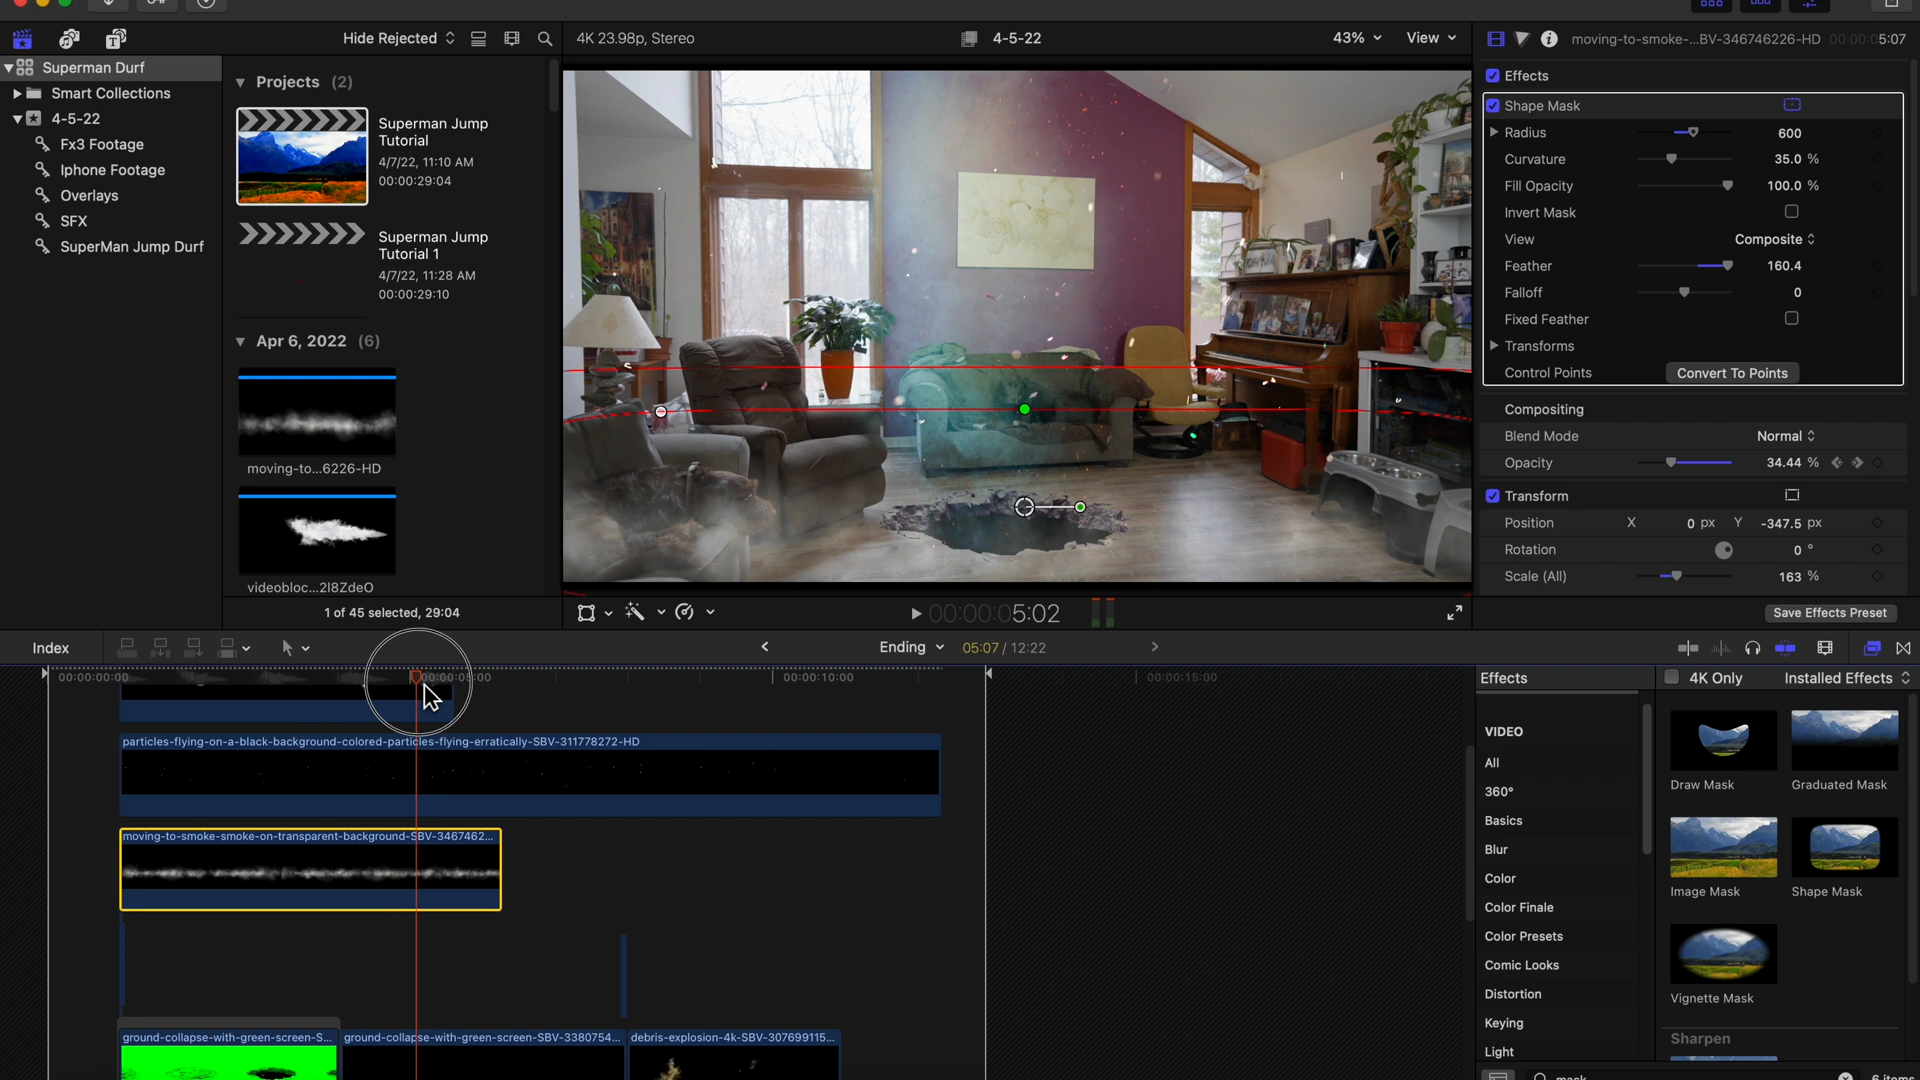 Hide Rejected
4K 23.98p, Stereo
4-5-22
43%
View
moving-to-smoke-...BV-346746226-HD
00:00:05:07
Superman Durf
Smart Collections
4-5-22
Fx3 Footage
Iphone Footage
Overlays
SFX
SuperMan Jump Durf
Projects (2)
Superman Jump
Tutorial
4/7/22, 11:10 AM
00:00:29:04
Superman Jump
Tutorial 1
4/7/22, 11:28 AM
00:00:29:10
Apr 6, 2022 (6)
moving-to...6226-HD
videobloc...2I8ZdeO
1 of 45 selected, 29:04
00:00:05:02
Effects
Shape Mask
Radius 600
Curvature 35.0 %
Fill Opacity 100.0 %
Invert Mask
View Composite
Feather 160.4
Falloff 0
Fixed Feather
Transforms
Control Points Convert To Points
Compositing
Blend Mode Normal
Opacity 34.44 %
Transform
Position X 0 px Y -347.5 px
Rotation 0 °
Scale (All) 163 %
Save Effects Preset
Index
Ending
05:07 / 12:22
00:00:00:00
00:00:05:00
00:00:10:00
00:00:15:00
particles-flying-on-a-black-background-colored-particles-flying-erratically-SBV-311778272-HD
moving-to-smoke-smoke-on-transparent-background-SBV-3467462...
ground-collapse-with-green-screen-S...
ground-collapse-with-green-screen-SBV-3380754...
debris-explosion-4k-SBV-307699115...
Effects
4K Only
Installed Effects
VIDEO
All
360°
Basics
Blur
Color
Color Finale
Color Presets
Comic Looks
Distortion
Keying
Light
Draw Mask
Graduated Mask
Image Mask
Shape Mask
Vignette Mask
Sharpen
mask
6 items